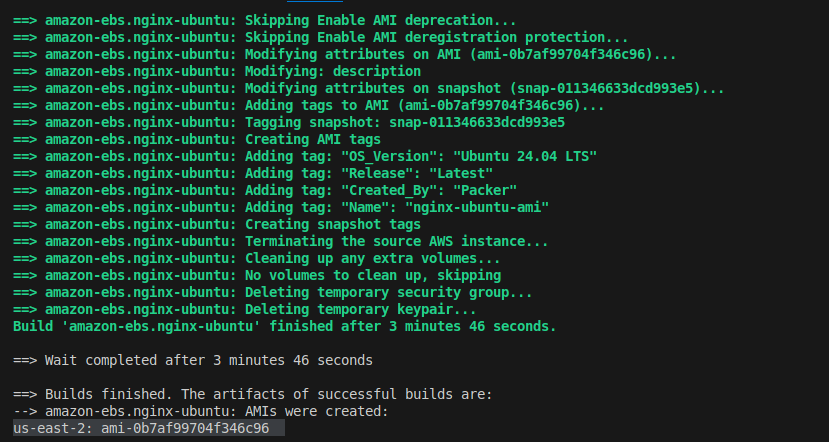 ==> amazon-ebs.nginx-ubuntu: Skipping Enable AMI deprecation...
==> amazon-ebs.nginx-ubuntu: Skipping Enable AMI deregistration protection...
==> amazon-ebs.nginx-ubuntu: Modifying attributes on AMI (ami-0b7af99704f346c96)...
==> amazon-ebs.nginx-ubuntu: Modifying: description
==> amazon-ebs.nginx-ubuntu: Modifying attributes on snapshot (snap-011346633dcd993e5)...
==> amazon-ebs.nginx-ubuntu: Adding tags to AMI (ami-0b7af99704f346c96)...
==> amazon-ebs.nginx-ubuntu: Tagging snapshot: snap-011346633dcd993e5
==> amazon-ebs.nginx-ubuntu: Creating AMI tags
==> amazon-ebs.nginx-ubuntu: Adding tag: "OS_Version": "Ubuntu 24.04 LTS"
==> amazon-ebs.nginx-ubuntu: Adding tag: "Release": "Latest"
==> amazon-ebs.nginx-ubuntu: Adding tag: "Created_By": "Packer"
==> amazon-ebs.nginx-ubuntu: Adding tag: "Name": "nginx-ubuntu-ami"
==> amazon-ebs.nginx-ubuntu: Creating snapshot tags
==> amazon-ebs.nginx-ubuntu: Terminating the source AWS instance...
==> amazon-ebs.nginx-ubuntu: Cleaning up any extra volumes...
==> amazon-ebs.nginx-ubuntu: No volumes to clean up, skipping
==> amazon-ebs.nginx-ubuntu: Deleting temporary security group...
==> amazon-ebs.nginx-ubuntu: Deleting temporary keypair...
Build 'amazon-ebs.nginx-ubuntu' finished after 3 minutes 46 seconds.
==> Wait completed after 3 minutes 46 seconds
==> Builds finished. The artifacts of successful builds are:
--> amazon-ebs.nginx-ubuntu: AMIs were created:
us-east-2: ami-0b7af99704f346c96